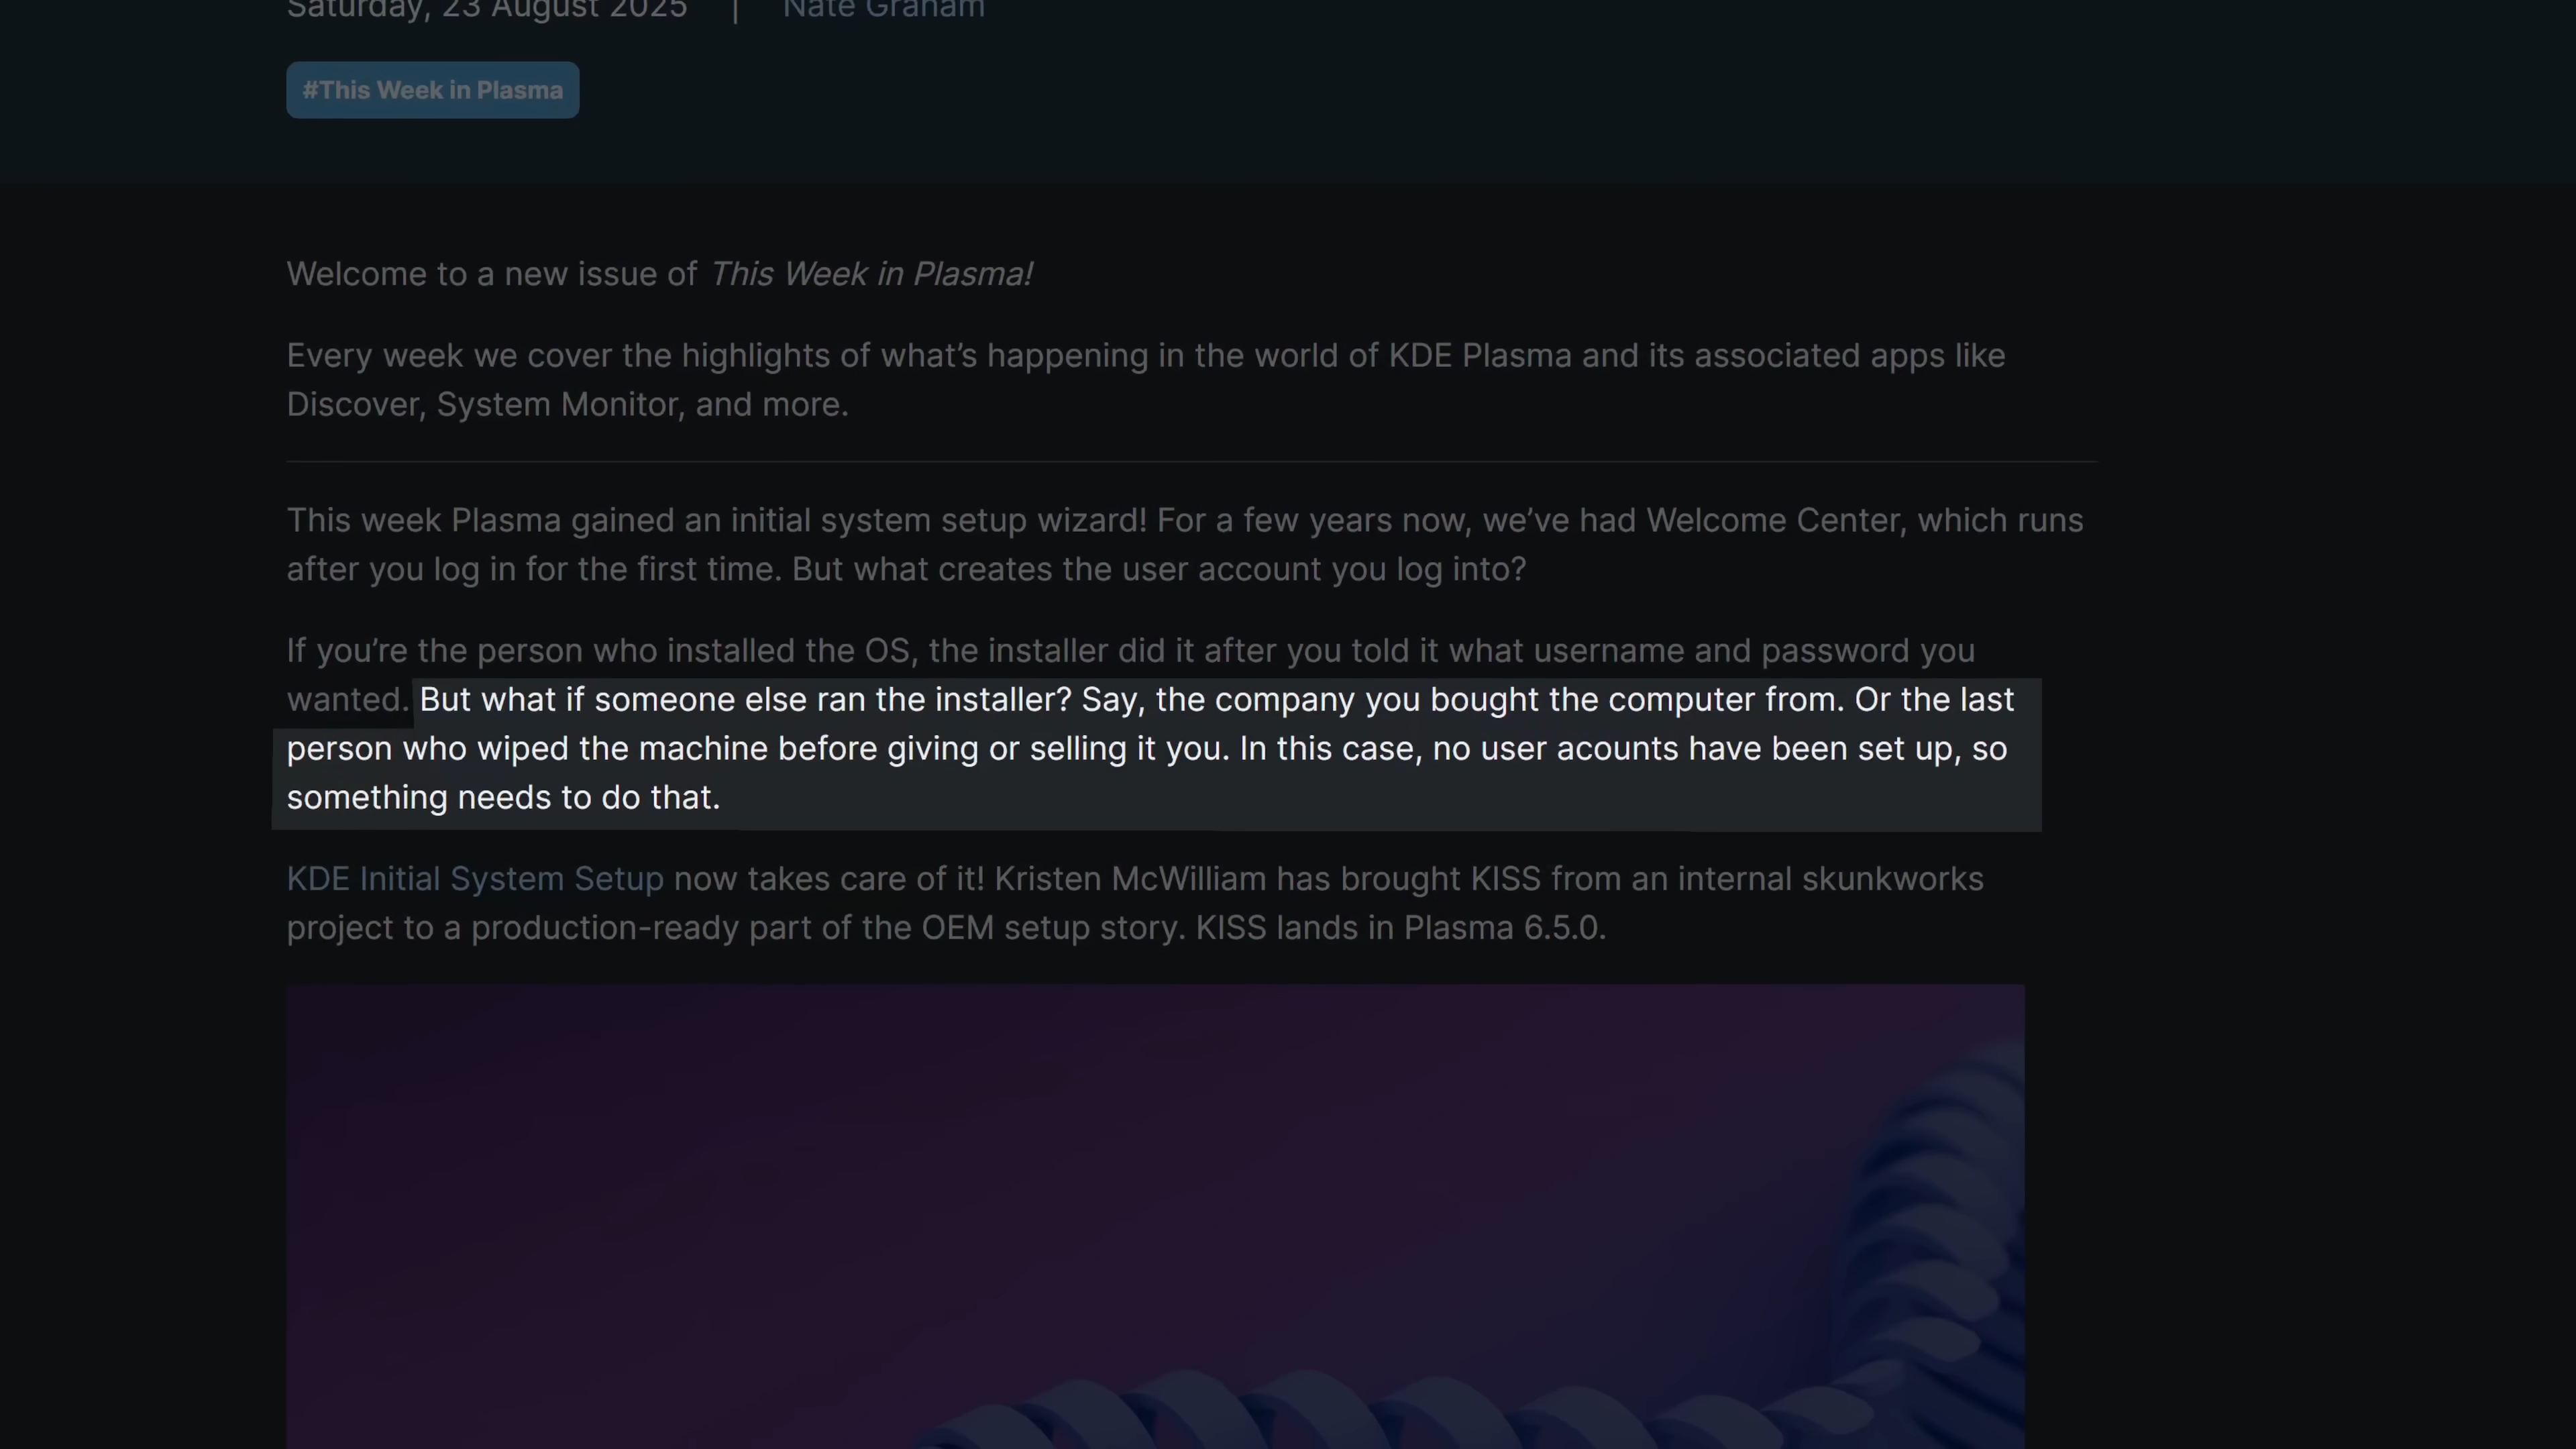 Saturday, 23 August 2025 | Nate Graham
#This Week in Plasma
Welcome to a new issue of This Week in Plasma!
Every week we cover the highlights of what’s happening in the world of KDE Plasma and its associated apps like
Discover, System Monitor, and more.
This week Plasma gained an initial system setup wizard! For a few years now, we’ve had Welcome Center, which runs
after you log in for the first time. But what creates the user account you log into?
If you’re the person who installed the OS, the installer did it after you told it what username and password you
wanted. But what if someone else ran the installer? Say, the company you bought the computer from. Or the last
person who wiped the machine before giving or selling it you. In this case, no user acounts have been set up, so
something needs to do that.
KDE Initial System Setup now takes care of it! Kristen McWilliam has brought KISS from an internal skunkworks
project to a production-ready part of the OEM setup story. KISS lands in Plasma 6.5.0.